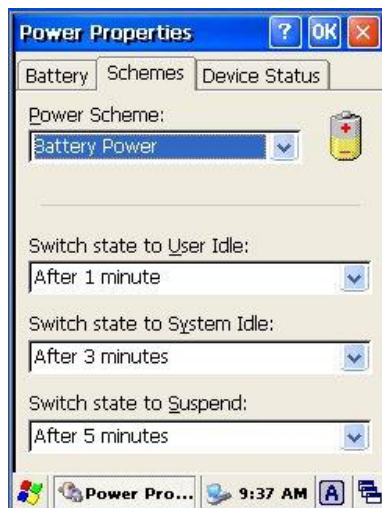 Power Properties ? OK ×
Battery Schemes Device Status
Power Scheme:
Battery Power
Switch state to User Idle:
After 1 minute
Switch state to System Idle:
After 3 minutes
Switch state to Suspend:
After 5 minutes
Power Pro... 9:37 AM A